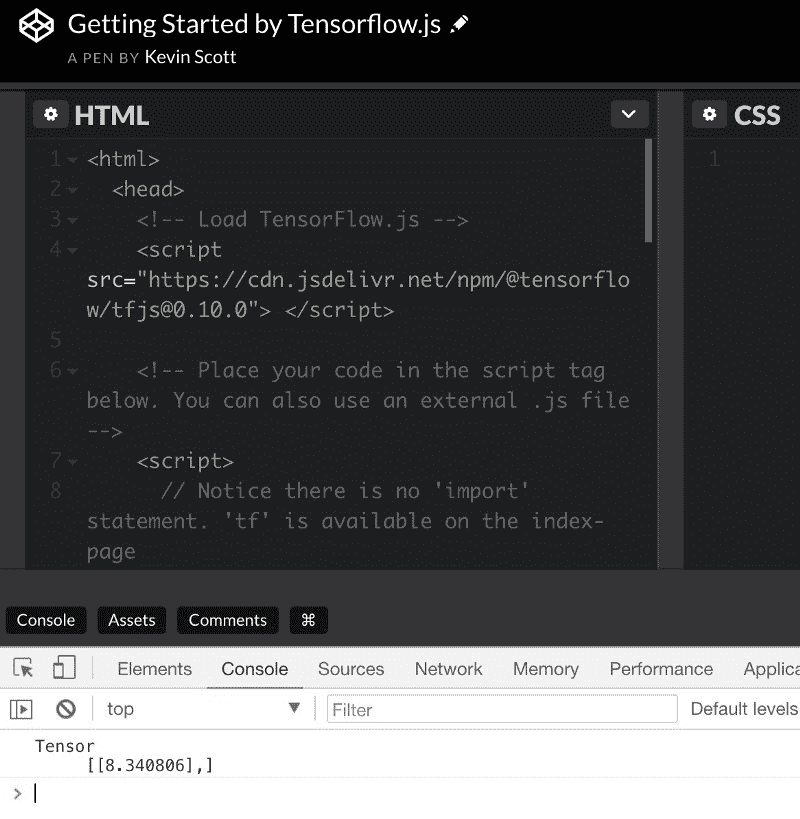 Getting Started by Tensorflow.js
A PEN BY Kevin Scott
HTML
CSS
1 <html>
2 <head>
3 <!-- Load TensorFlow.js -->
4 <script
src="https://cdn.jsdelivr.net/npm/@tensorflo
w/tfjs@0.10.0"> </script>
5
6 <!-- Place your code in the script tag
below. You can also use an external .js file
-->
7 <script>
8 // Notice there is no 'import'
statement. 'tf' is available on the index-
page
1
Console Assets Comments ⌘
Elements Console Sources Network Memory Performance Applica
top Filter Default levels
Tensor
[[8.340806],]
>